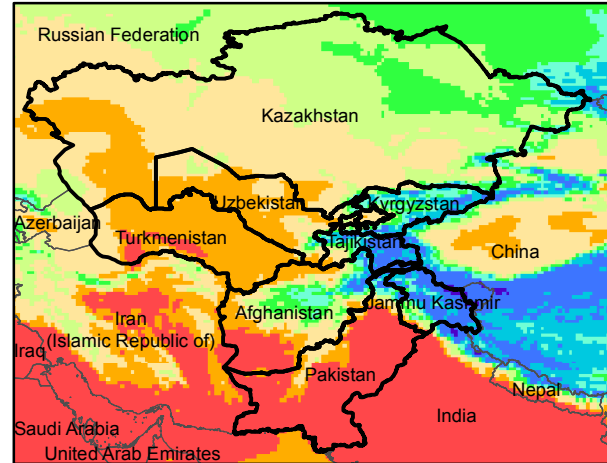 Russian Federation
Kazakhstan
Uzbekistan
Kyrgyzstan
Azerbaijan
Turkmenistan
Tajikistan
China
Afghanistan
Jammu Kashmir
Iran
(Islamic Republic of)
Iraq
Pakistan
Nepal
India
Saudi Arabia
United Arab Emirates